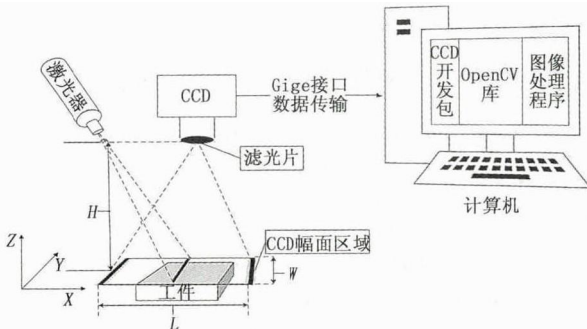 激光器
CCD
Gige接口
数据传输
CCD
开
发
包
OpenCV
库
图像
处理
程序
滤光片
计算机
H
Z
Y
X
CCD幅面区域
W
工件
L